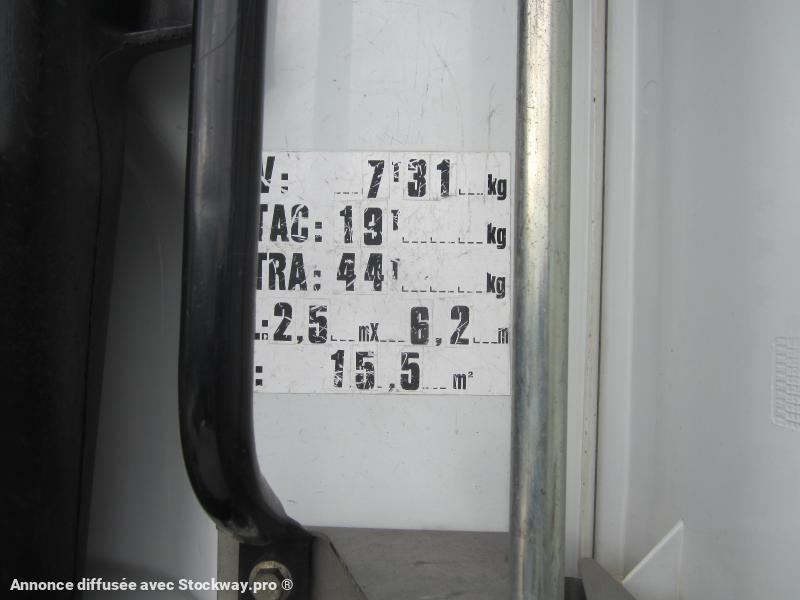 V: 7T31 kg
TAC: 19T kg
TRA: 44T kg
L: 2,5 mX 6,2 m
: 15,5 m²
Annonce diffusée avec Stockway.pro ®